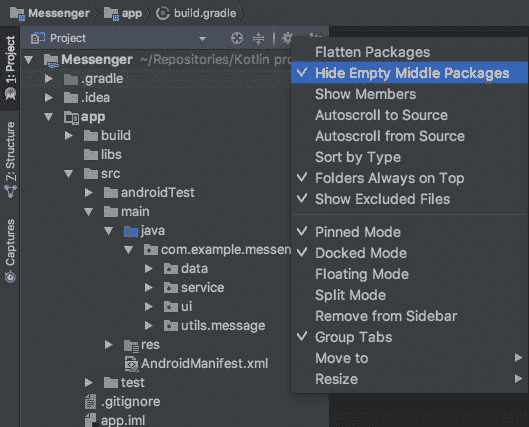 Messenger app build.gradle
1: Project
Z: Structure
Captures
Project
Messenger ~/Repositories/Kotlin pro
.gradle
.idea
app
build
libs
src
androidTest
main
java
com.example.messen
data
service
ui
utils.message
res
AndroidManifest.xml
test
.gitignore
app.iml
Flatten Packages
Hide Empty Middle Packages
Show Members
Autoscroll to Source
Autoscroll from Source
Sort by Type
Folders Always on Top
Show Excluded Files
Pinned Mode
Docked Mode
Floating Mode
Split Mode
Remove from Sidebar
Group Tabs
Move to
Resize